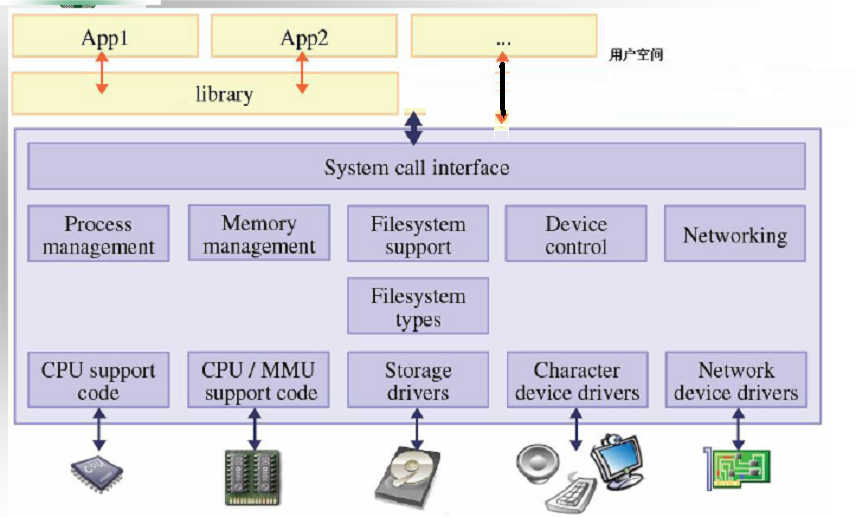 App1
App2
...
用户空间
library
System call interface
Process
management
Memory
management
Filesystem
support
Device
control
Networking
Filesystem
types
CPU support
code
CPU / MMU
support code
Storage
drivers
Character
device drivers
Network
device drivers
CPU